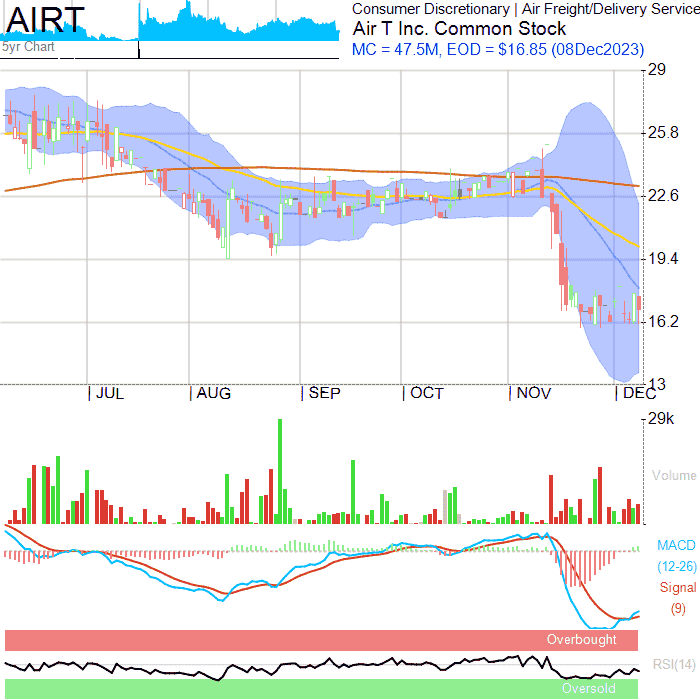 AIRT
5yr Chart
Consumer Discretionary | Air Freight/Delivery Service
Air T Inc. Common Stock
MC = 47.5M, EOD = $16.85 (08Dec2023)
29
25.8
22.6
19.4
16.2
13
JUL AUG SEP OCT NOV DEC
29k
Volume
MACD
(12-26)
Signal
(9)
Overbought
RSI(14)
Oversold